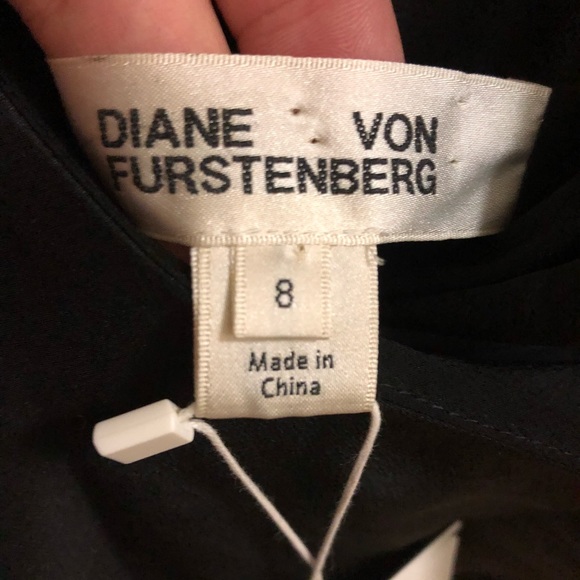 DIANE VON
FURSTENBERG
8
Made in
China